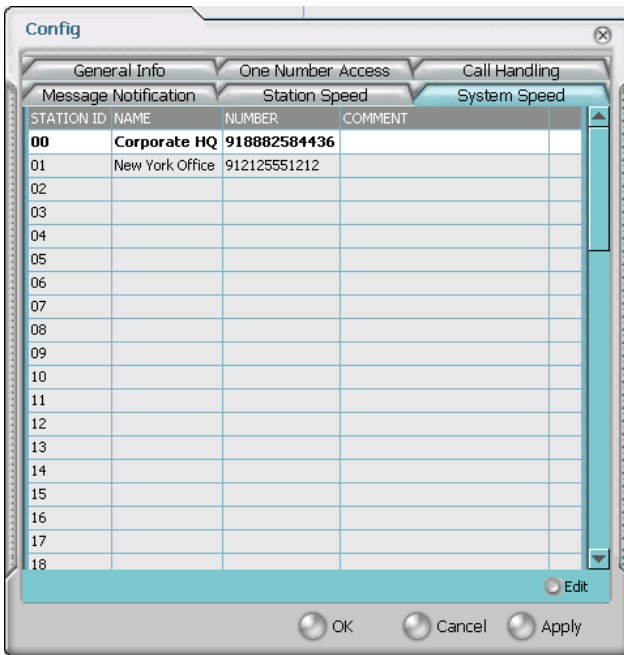 Config
General Info One Number Access Call Handling
Message Notification Station Speed System Speed
STATION ID NAME NUMBER COMMENT
00 Corporate HQ 918882584436
01 New York Office 912125551212
02
03
04
05
06
07
08
09
10
11
12
13
14
15
16
17
18
Edit
OK Cancel Apply